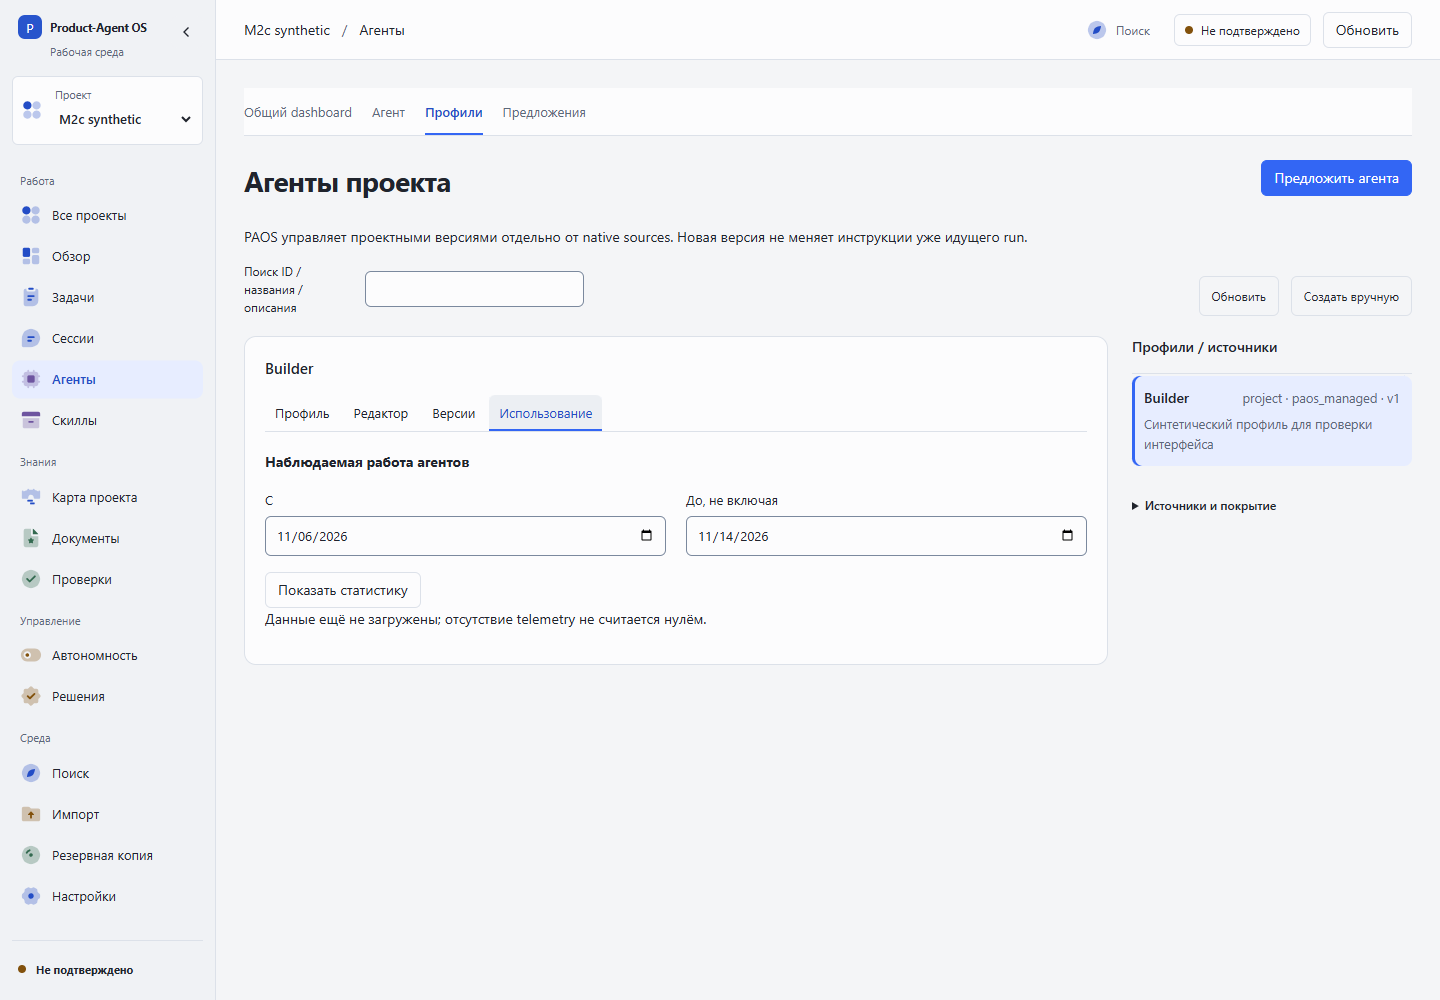 P
Product-Agent OS
Рабочая среда
Проект
M2c synthetic
Работа
Все проекты
Обзор
Задачи
Сессии
Агенты
Скиллы
Знания
Карта проекта
Документы
Проверки
Управление
Автономность
Решения
Среда
Поиск
Импорт
Резервная копия
Настройки
Не подтверждено
M2c synthetic / Агенты
Поиск
Не подтверждено
Обновить
Общий dashboard
Агент
Профили
Предложения
Агенты проекта
Предложить агента
PAOS управляет проектными версиями отдельно от native sources. Новая версия не меняет инструкции уже идущего run.
Поиск ID /
названия /
описания
Обновить
Создать вручную
Builder
Профиль
Редактор
Версии
Использование
Наблюдаемая работа агентов
С
11/06/2026
До, не включая
11/14/2026
Показать статистику
Данные ещё не загружены; отсутствие telemetry не считается нулём.
Профили / источники
Builder
project · paos_managed · v1
Синтетический профиль для проверки
интерфейса
Источники и покрытие